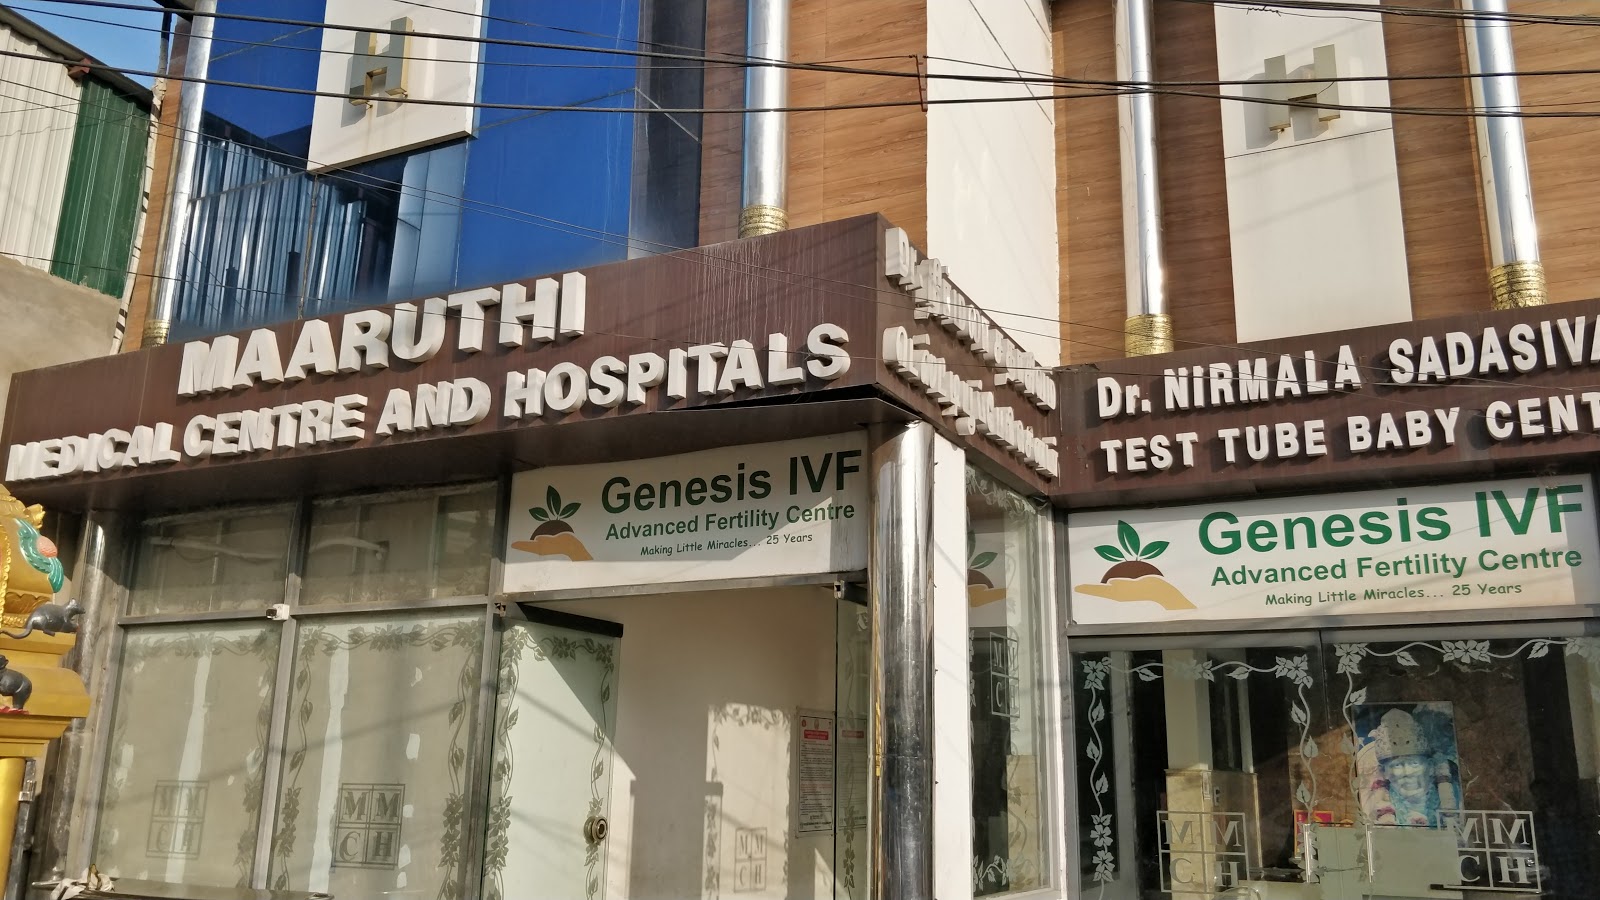 H
H
MAARUTHI
MEDICAL CENTRE AND HOSPITALS
Dr. NIRMALA SADASIVA
TEST TUBE BABY CENT
Genesis IVF
Advanced Fertility Centre
Making Little Miracles... 25 Years
Genesis IVF
Advanced Fertility Centre
Making Little Miracles... 25 Years
M M
C H
M M
C H
M M
C H
M M
C H
M M
C H
M M
C H